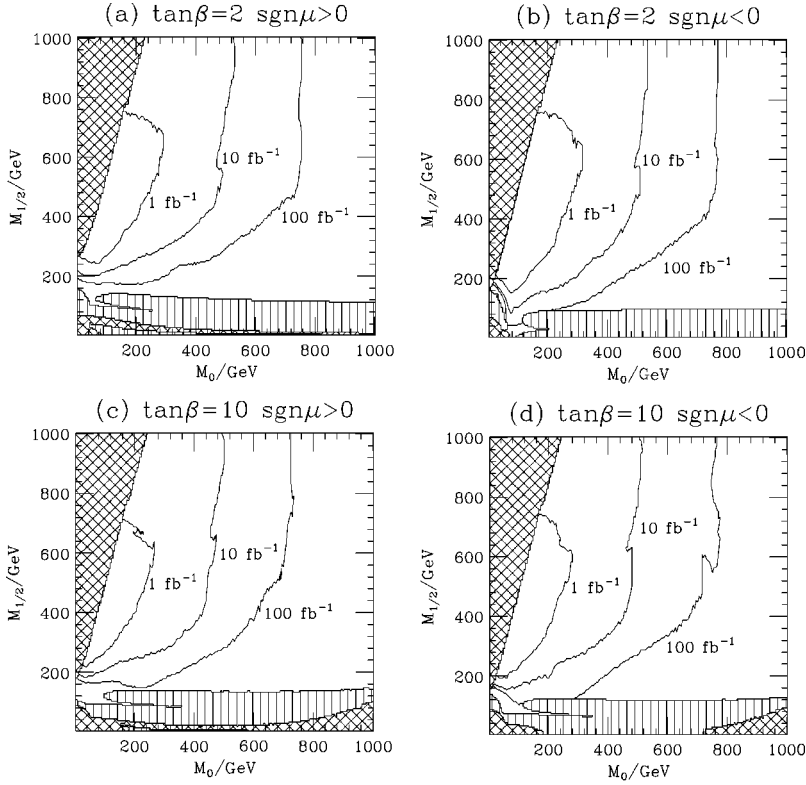 (a) tanβ=2 sgnμ>0
M₁/₂/GeV
1000
800
600
400
200
1 fb⁻¹
10 fb⁻¹
100 fb⁻¹
200 400 600 800 1000
M₀/GeV
(b) tanβ=2 sgnμ<0
M₁/₂/GeV
1000
800
600
400
200
1 fb⁻¹
10 fb⁻¹
100 fb⁻¹
200 400 600 800 1000
M₀/GeV
(c) tanβ=10 sgnμ>0
M₁/₂/GeV
1000
800
600
400
200
1 fb⁻¹
10 fb⁻¹
100 fb⁻¹
200 400 600 800 1000
M₀/GeV
(d) tanβ=10 sgnμ<0
M₁/₂/GeV
1000
800
600
400
200
1 fb⁻¹
10 fb⁻¹
100 fb⁻¹
200 400 600 800 1000
M₀/GeV